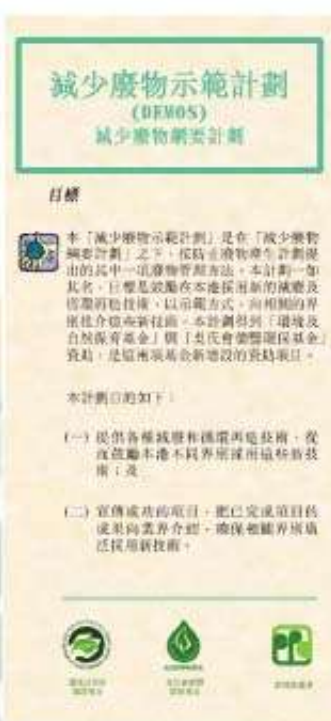 減少廢物示範計劃
(DEMOS)
減少廢物綱要計劃
目標
本「減少廢物示範計劃」是在「減少廢物
綱要計劃」之下,按防止廢物產生計劃提
出的其中一項廢物管理方法。本計劃一如
其名,目標是鼓勵在本港採用新的減廢及
循環再造技術,以示範方式,向相關的界
別推介這些新技術。本計劃得到「環境及
自然保育基金」與「吳氏會德豐環保基金」
資助,是這兩項基金新增設的資助項目。
本計劃目的如下:
(一) 提供各種減廢和循環再造技術,從
而鼓勵本港不同界別採用這些新技
術;及
(二) 宣傳成功的項目,把已完成項目的
成果向業界介紹,確保相關界別廣
泛採用新技術。